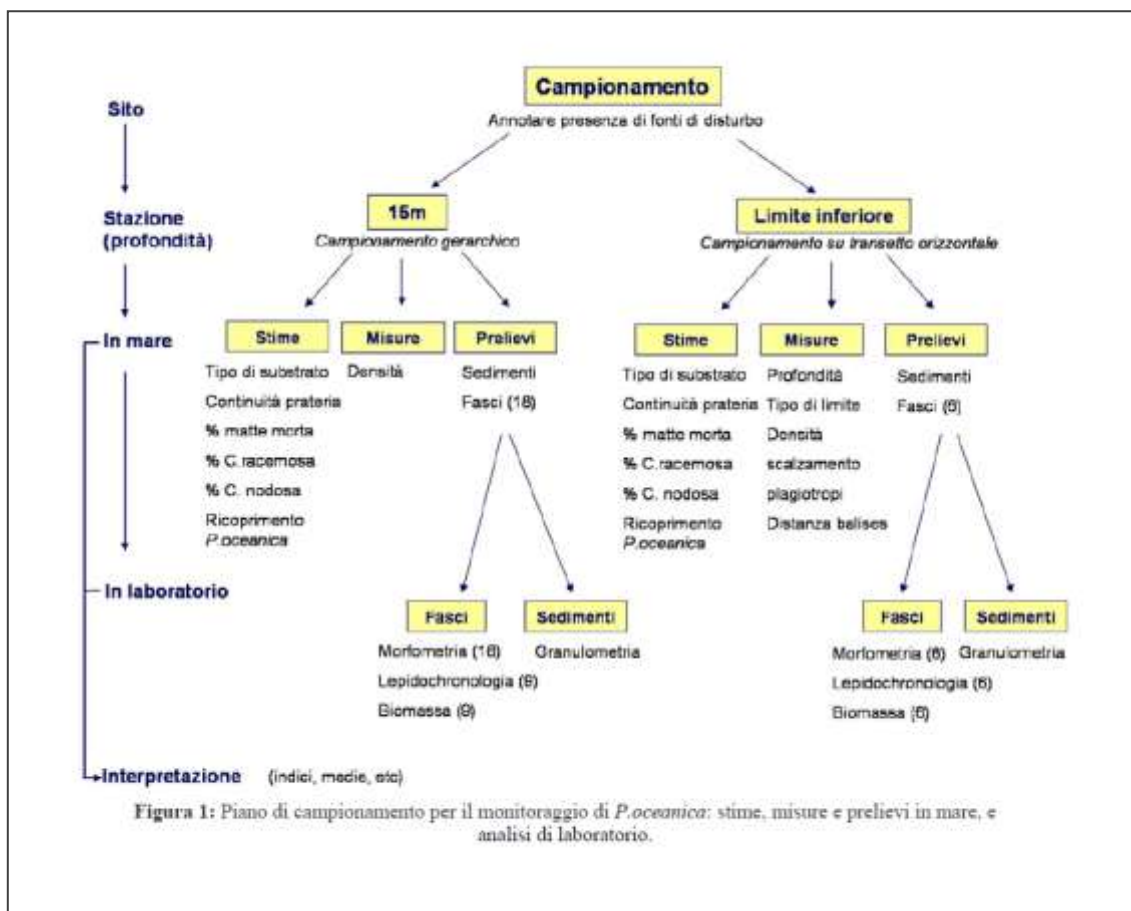 Campionamento
Annotare presenza di fonti di disturbo
Sito
Stazione
(profondità)
15m
Campionamento gerarchico
Limite inferiore
Campionamento su transetto orizzontale
In mare
Stime
Tipo di substrato
Continuità prateria
% matte morta
% C.racemosa
% C. nodosa
Ricoprimento
P.oceanica
Misure
Densità
Prelievi
Sedimenti
Fasci (18)
Stime
Tipo di substrato
Continuità prateria
% matte morta
% C.racemosa
% C. nodosa
Ricoprimento
P.oceanica
Misure
Profondità
Tipo di limite
Densità
scalzamento
plagiotropi
Distanza balises
Prelievi
Sedimenti
Fasci (6)
In laboratorio
Fasci
Morfometria (18)
Lepidochronologia (9)
Biomassa (9)
Sedimenti
Granulometria
Fasci
Morfometria (6)
Lepidochronologia (6)
Biomassa (6)
Sedimenti
Granulometria
Interpretazione (indici, medie, etc)
Figura 1: Piano di campionamento per il monitoraggio di P.oceanica: stime, misure e prelievi in mare, e
analisi di laboratorio.